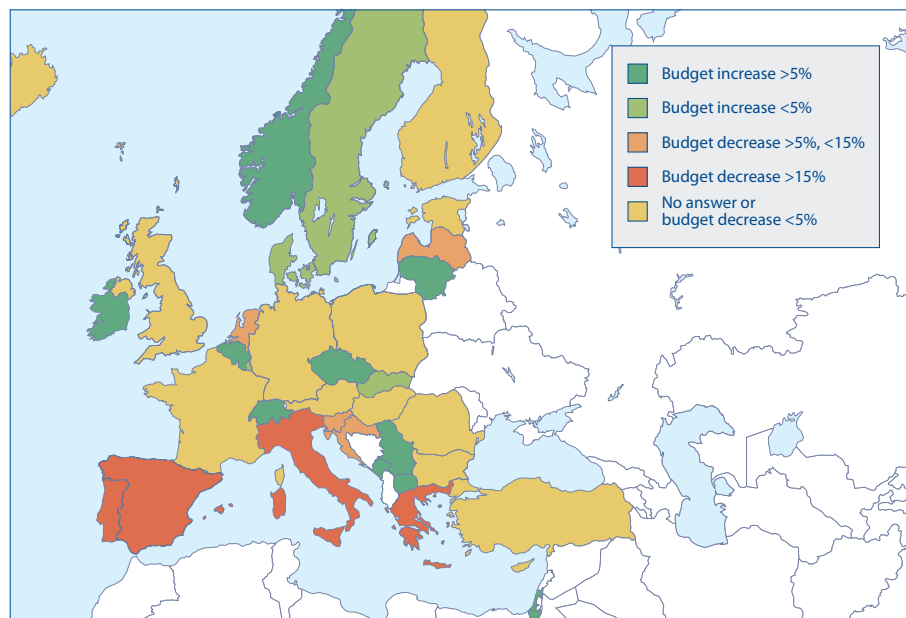 Budget increase >5%
Budget increase <5%
Budget decrease >5%, <15%
Budget decrease >15%
No answer or
budget decrease <5%